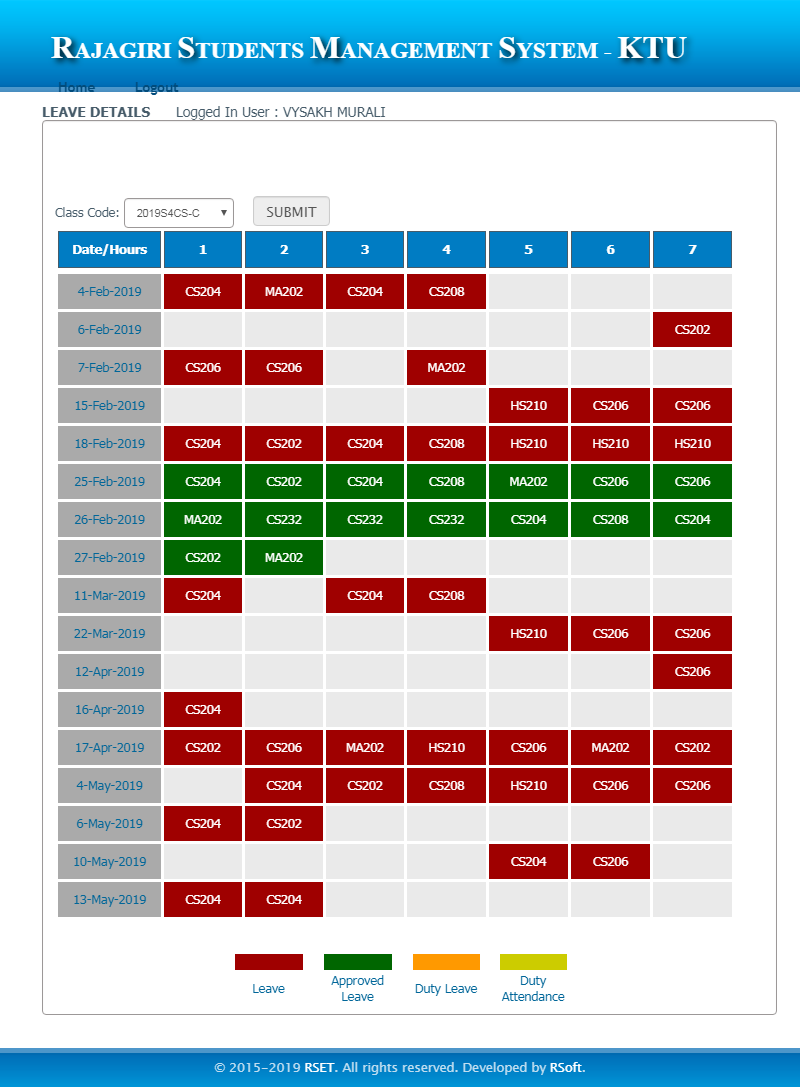 RAJAGIRI STUDENTS MANAGEMENT SYSTEM - KTU
Home Logout
LEAVE DETAILS Logged In User : VYSAKH MURALI
Class Code: 2019S4CS-C SUBMIT
Date/Hours 1 2 3 4 5 6 7
4-Feb-2019 CS204 MA202 CS204 CS208
6-Feb-2019 CS202
7-Feb-2019 CS206 CS206 MA202
15-Feb-2019 HS210 CS206 CS206
18-Feb-2019 CS204 CS202 CS204 CS208 HS210 HS210 HS210
25-Feb-2019 CS204 CS202 CS204 CS208 MA202 CS206 CS206
26-Feb-2019 MA202 CS232 CS232 CS232 CS204 CS208 CS204
27-Feb-2019 CS202 MA202
11-Mar-2019 CS204 CS204 CS208
22-Mar-2019 HS210 CS206 CS206
12-Apr-2019 CS206
16-Apr-2019 CS204
17-Apr-2019 CS202 CS206 MA202 HS210 CS206 MA202 CS202
4-May-2019 CS204 CS202 CS208 HS210 CS206 CS206
6-May-2019 CS204 CS202
10-May-2019 CS204 CS206
13-May-2019 CS204 CS204
Leave
Approved
Leave
Duty Leave
Duty
Attendance
© 2015-2019 RSET. All rights reserved. Developed by RSoft.